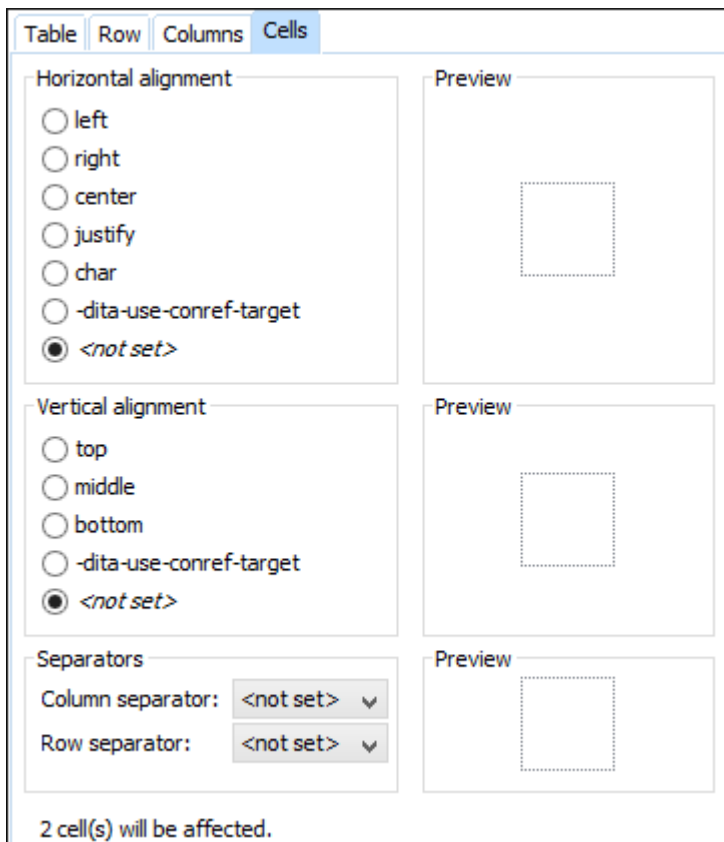 Table Row Columns Cells
Horizontal alignment Preview
left
right
center
justify
char
-dita-use-conref-target
<not set>
Vertical alignment Preview
top
middle
bottom
-dita-use-conref-target
<not set>
Separators Preview
Column separator: <not set>
Row separator: <not set>
2 cell(s) will be affected.